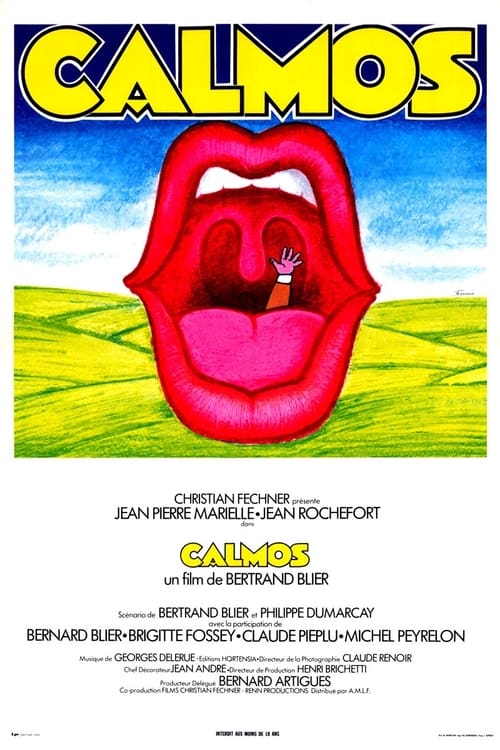 CALMOS
CHRISTIAN FECHNER présente
JEAN PIERRE MARIELLE•JEAN ROCHEFORT
dans
CALMOS
un film de BERTRAND BLIER
Scénario de BERTRAND BLIER et PHILIPPE DUMARCAY
avec la participation de
BERNARD BLIER•BRIGITTE FOSSEY•CLAUDE PIEPLU•MICHEL PEYRELON
Musique de GEORGES DELERUE•Editions HORTENSIA•Directeur de la Photographie CLAUDE RENOIR
Chef Décorateur JEAN ANDRE•Directeur de Production HENRI BRICHETTI
Producteur Délégué BERNARD ARTIGUES
Co-production FILMS CHRISTIAN FECHNER - RENN PRODUCTIONS Distribué par A.M.L.F.
INTERDIT AUX MOINS DE 18 ANS